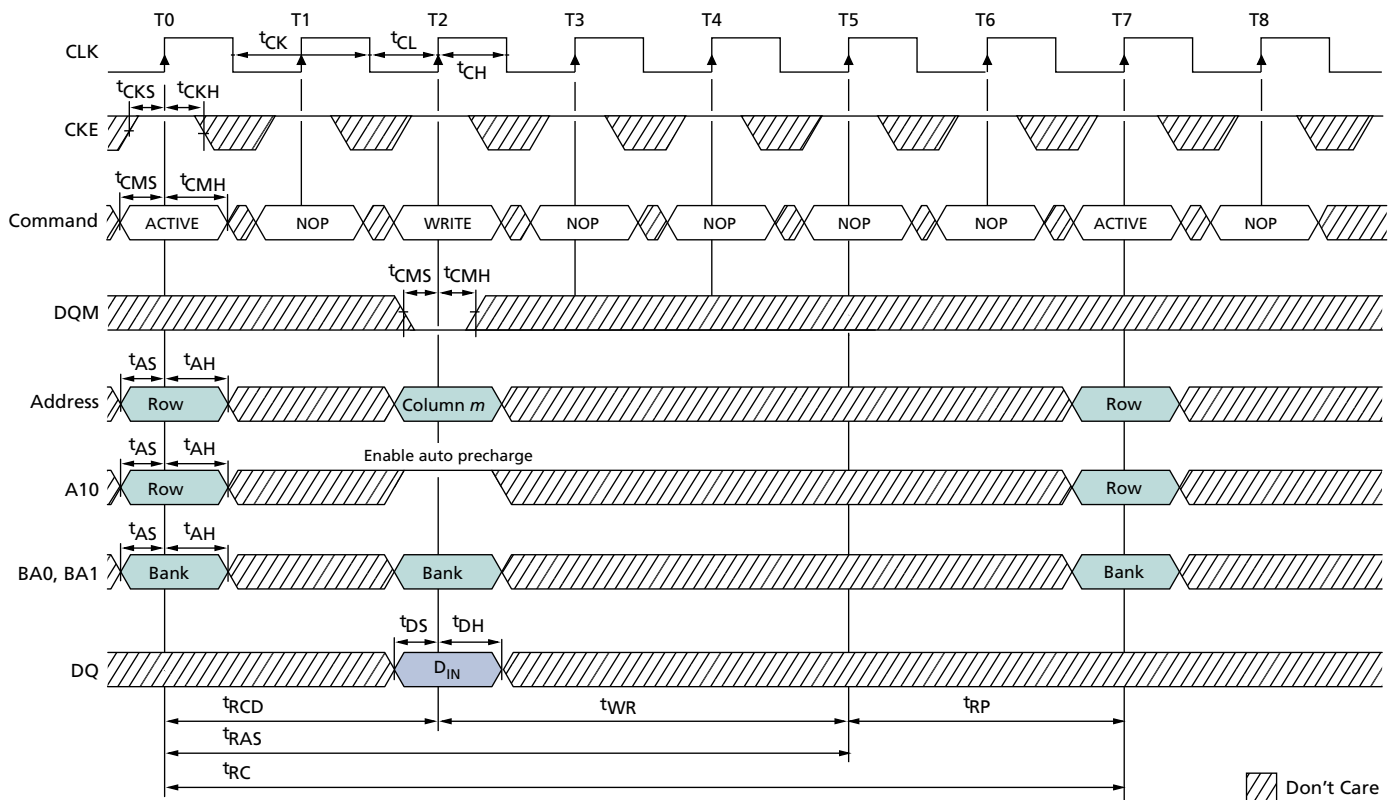 T0 T1 T2 T3 T4 T5 T6 T7 T8
CLK tCK tCL tCH
tCKS tCKH
CKE
tCMS tCMH
Command ACTIVE NOP WRITE NOP NOP NOP NOP ACTIVE NOP
tCMS tCMH
DQM
tAS tAH
Address Row Column m Row
Enable auto precharge
tAS tAH
A10 Row Row
tAS tAH
BA0, BA1 Bank Bank Bank
tDS tDH
DQ DIN
tRCD tWR tRP
tRAS
tRC
Don't Care